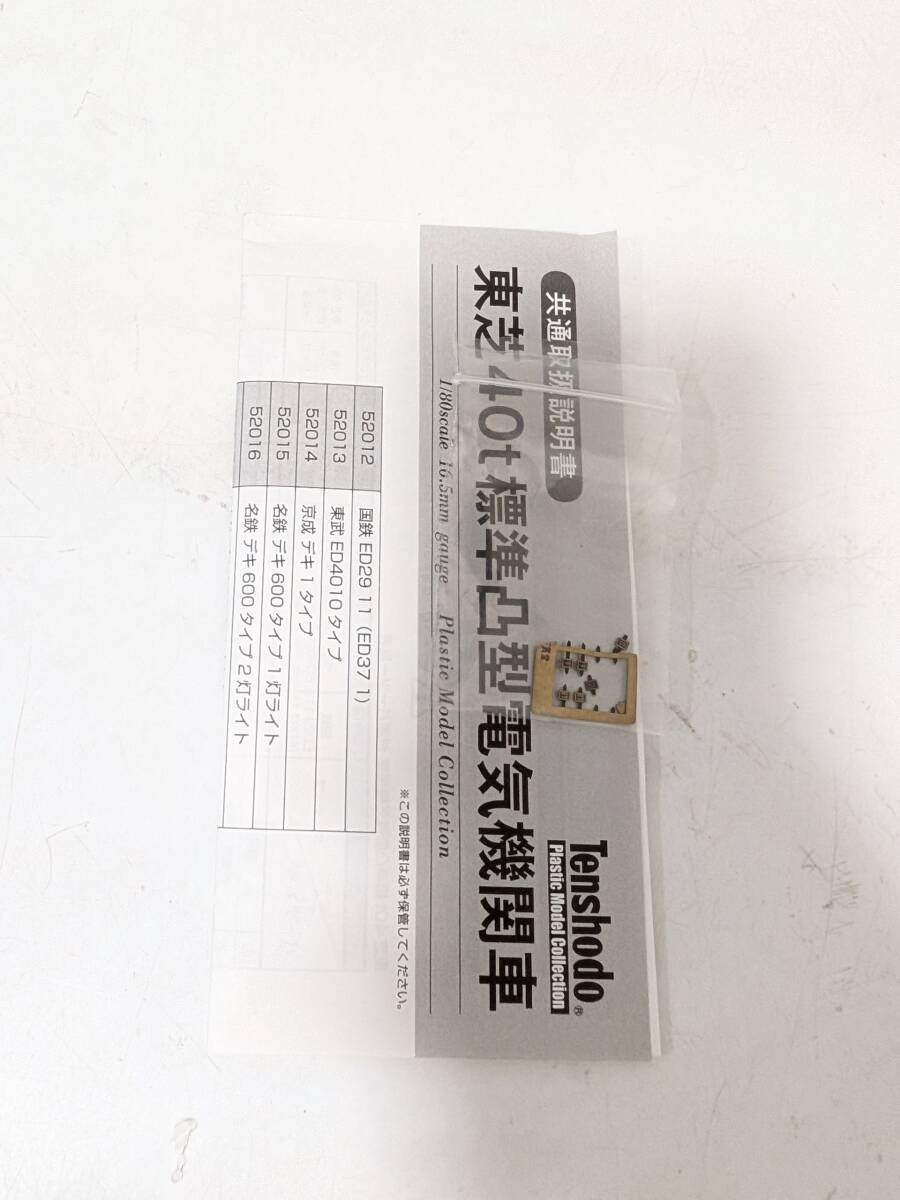 共通取扱説明書
Tenshodo®
Plastic Model Collection
東芝40t標準凸型電気機関車
1/80scale 16.5mm gauge Plastic Model Collection
※この説明書は必ず保管してください。
52012 国鉄 ED29 11（ED37 1）
52013 東武 ED4010タイプ
52014 京成 デキ1タイプ
52015 名鉄 デキ600タイプ 1灯ライト
52016 名鉄 デキ600タイプ 2灯ライト